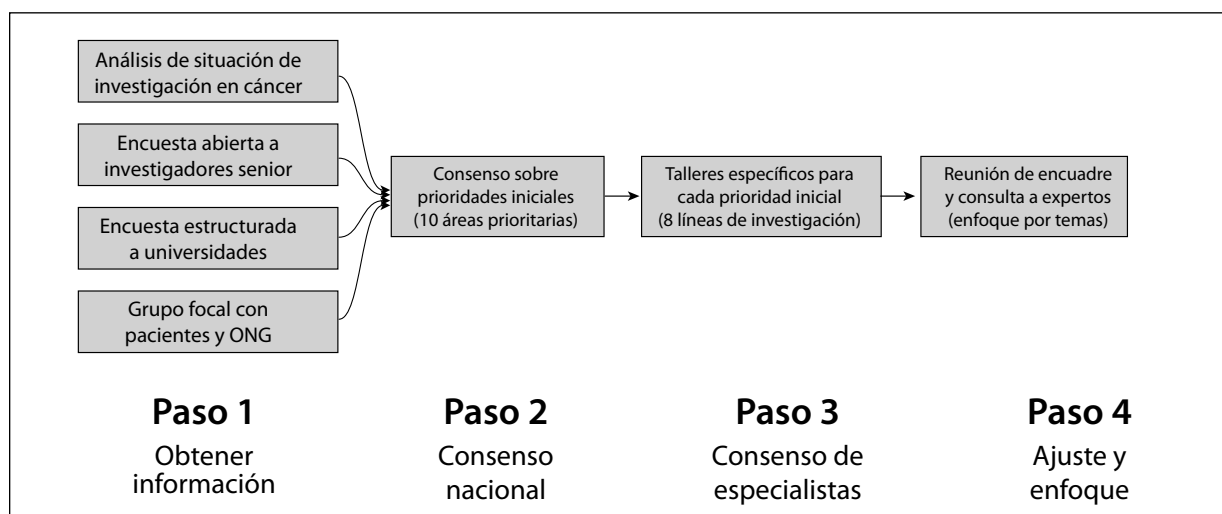 Análisis de situación de
investigación en cáncer
Encuesta abierta a
investigadores senior
Encuesta estructurada
a universidades
Grupo focal con
pacientes y ONG
Consenso sobre
prioridades iniciales
(10 áreas prioritarias)
Talleres específicos para
cada prioridad inicial
(8 líneas de investigación)
Reunión de encuadre
y consulta a expertos
(enfoque por temas)
Paso 1
Obtener
información
Paso 2
Consenso
nacional
Paso 3
Consenso de
especialistas
Paso 4
Ajuste y
enfoque